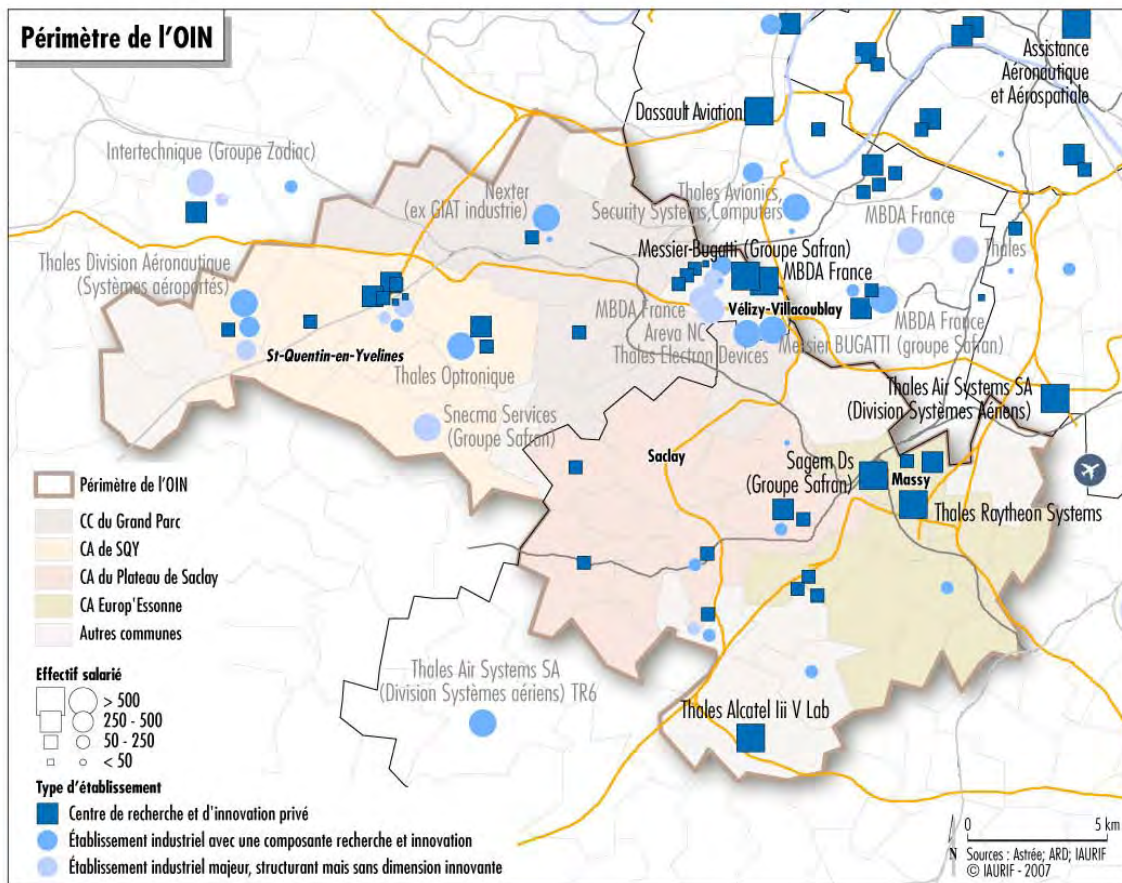 Périmètre de l'OIN
Assistance
Aéronautique
et Aérospatiale
Dassault Aviation
Intertechnique (Groupe Zodiac)
Nexter
(ex GIAT industrie)
Thales Avionics,
Security Systems,Computers
MBDA France
Thales
Thales Division Aéronautique
(Systèmes aéroportés)
Messier-Bugatti (Groupe Safran)
MBDA France
MBDA France
Vélizy-Villacoublay
Areva NC
Thales Electron Devices
MBDA France
Messier BUGATTI (groupe Safran)
St-Quentin-en-Yvelines
Thales Optronique
Thales Air Systems SA
(Division Systèmes Aériens)
Snecma Services
(Groupe Safran)
Saclay
Sagem Ds
(Groupe Safran)
Massy
Thales Raytheon Systems
Périmètre de l'OIN
CC du Grand Parc
CA de SQY
CA du Plateau de Saclay
CA Europ'Essonne
Autres communes
Thales Air Systems SA
(Division Systèmes aériens) TR6
Thales Alcatel Iii V Lab
Effectif salarié
> 500
250 - 500
50 - 250
< 50
Type d'établissement
Centre de recherche et d'innovation privé
Établissement industriel avec une composante recherche et innovation
Établissement industriel majeur, structurant mais sans dimension innovante
0 5 km
N
Sources : Astrée; ARD; IAURIF
© IAURIF - 2007